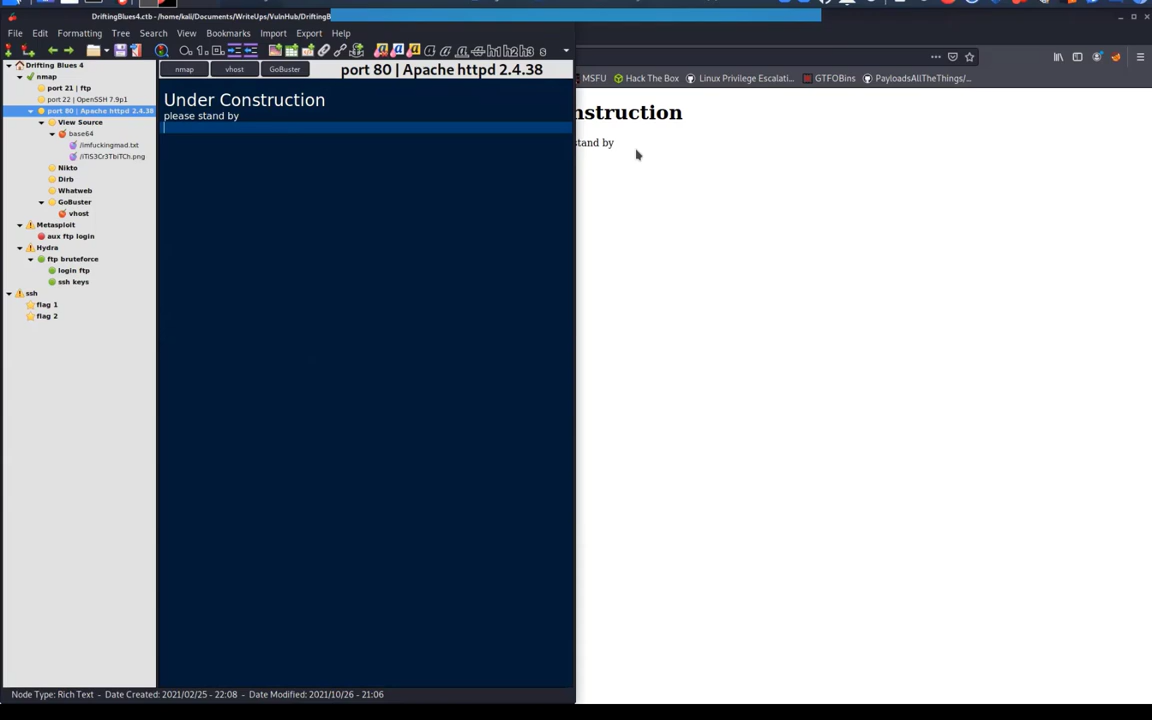 DriftingBlues4.ctb - /home/kali/Documents/WriteUps/VulnHub/DriftingB
File Edit Formatting Tree Search View Bookmarks Import Export Help
h1 h2 h3 s
MSFU Hack The Box Linux Privilege Escalati... GTFOBins PayloadsAllTheThings/...
Drifting Blues 4
nmap
port 21 | ftp
port 22 | OpenSSH 7.9p1
port 80 | Apache httpd 2.4.38
View Source
base64
/imfuckingmad.txt
/iTiS3Cr3TbiTCh.png
Nikto
Dirb
Whatweb
GoBuster
vhost
Metasploit
aux ftp login
Hydra
ftp bruteforce
login ftp
ssh keys
ssh
flag 1
flag 2
nmap vhost GoBuster port 80 | Apache httpd 2.4.38
Under Construction
please stand by
nstruction
stand by
Node Type: Rich Text - Date Created: 2021/02/25 - 22:08 - Date Modified: 2021/10/26 - 21:06